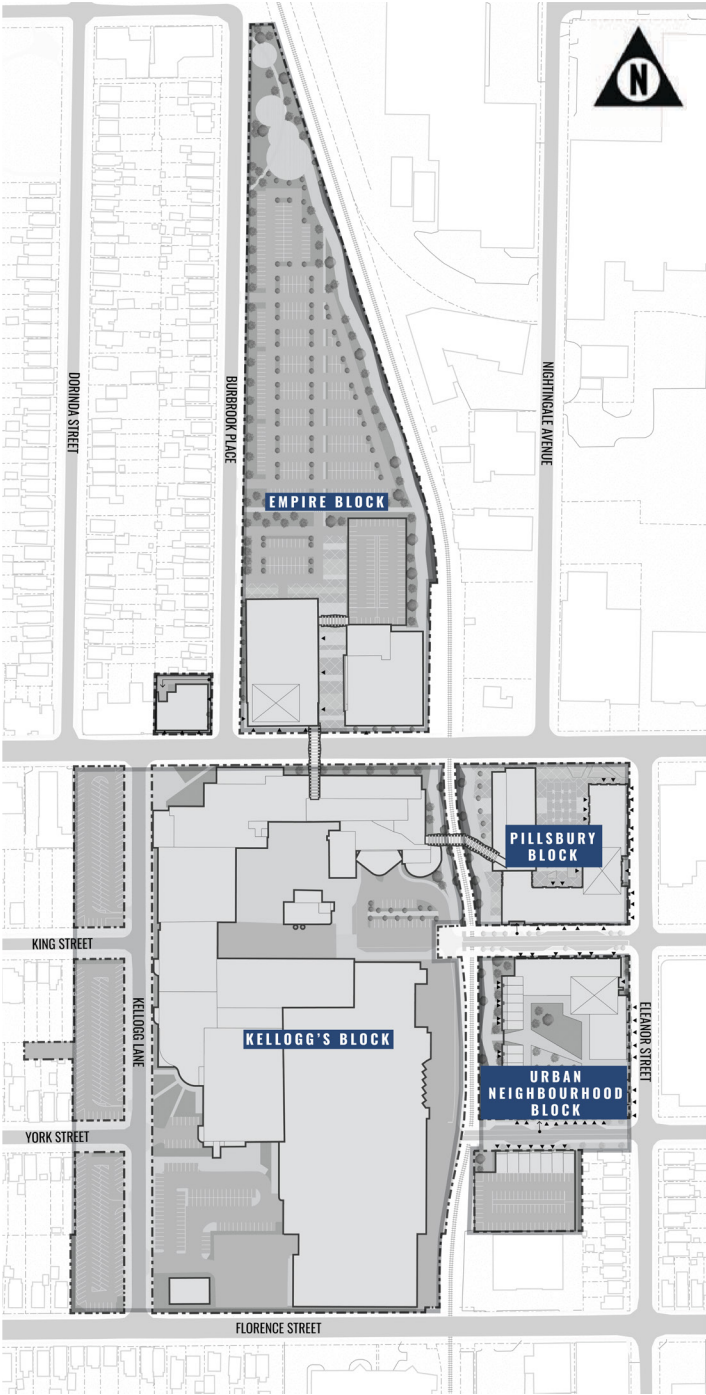 N
DORINDA STREET
BURBROOK PLACE
NIGHTINGALE AVENUE
EMPIRE BLOCK
PILLSBURY
BLOCK
KING STREET
KELLOGG LANE
ELEANOR STREET
KELLOGG'S BLOCK
URBAN
NEIGHBOURHOOD
BLOCK
YORK STREET
FLORENCE STREET